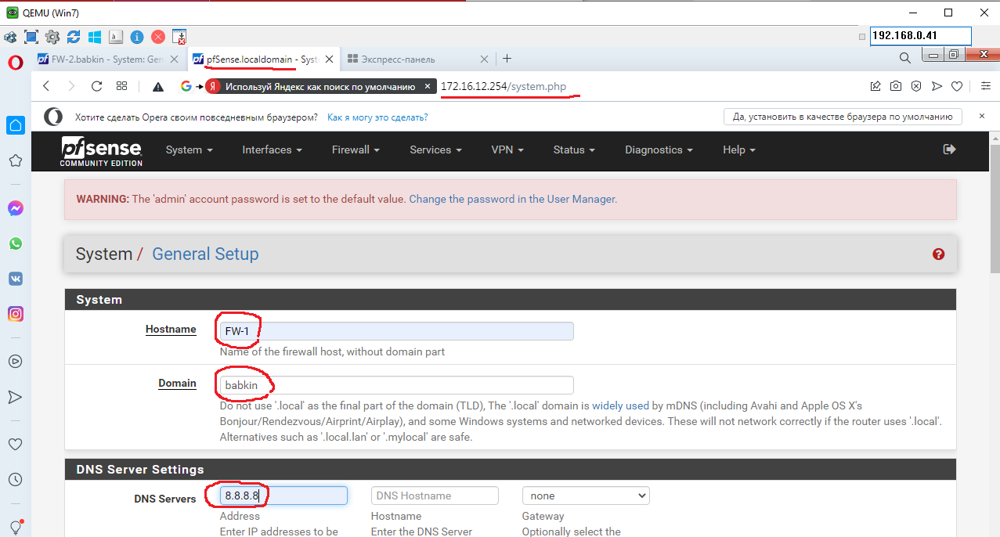 QEMU (Win7)
192.168.0.41
FW-2.babkin - System: Gen
pfSense.localdomain - Syst
Экспресс-панель
Используй Яндекс как поиск по умолчанию
172.16.12.254/system.php
Хотите сделать Opera своим повседневным браузером? Как я могу это сделать?
Да, установить в качестве браузера по умолчанию
pfsense
COMMUNITY EDITION
System
Interfaces
Firewall
Services
VPN
Status
Diagnostics
Help
WARNING: The 'admin' account password is set to the default value. Change the password in the User Manager.
System / General Setup
System
Hostname
FW-1
Name of the firewall host, without domain part
Domain
babkin
Do not use '.local' as the final part of the domain (TLD), The '.local' domain is widely used by mDNS (including Avahi and Apple OS X's
Bonjour/Rendezvous/Airprint/Airplay), and some Windows systems and networked devices. These will not network correctly if the router uses '.local'.
Alternatives such as '.local.lan' or '.mylocal' are safe.
DNS Server Settings
DNS Servers
8.8.8.8
DNS Hostname
none
Address
Hostname
Gateway
Enter IP addresses to be
Enter the DNS Server
Optionally select the